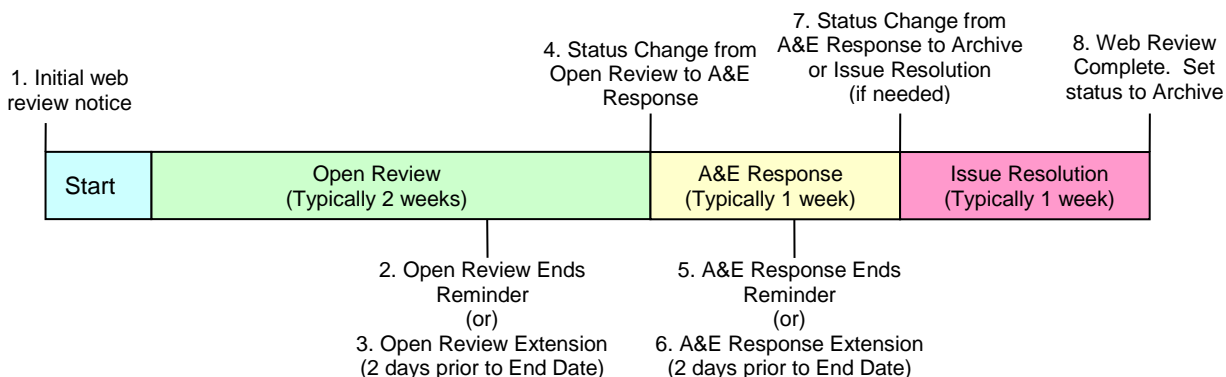 1. Initial web
review notice
4. Status Change from
Open Review to A&E
Response
7. Status Change from
A&E Response to Archive
or Issue Resolution
(if needed)
8. Web Review
Complete. Set
status to Archive
Start
Open Review
(Typically 2 weeks)
A&E Response
(Typically 1 week)
Issue Resolution
(Typically 1 week)
2. Open Review Ends
Reminder
(or)
3. Open Review Extension
(2 days prior to End Date)
5. A&E Response Ends
Reminder
(or)
6. A&E Response Extension
(2 days prior to End Date)